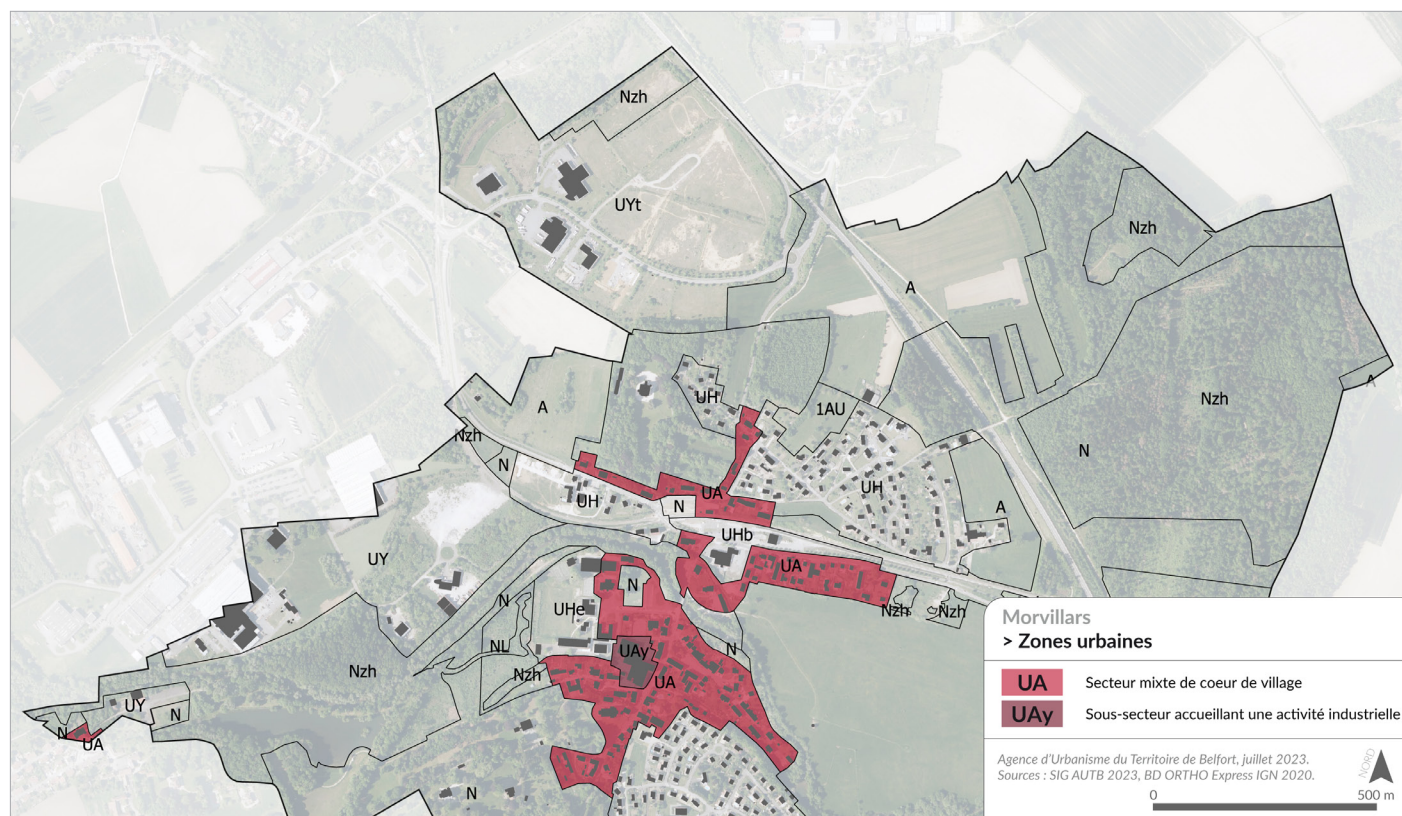 Nzh
UYt
Nzh
A
A
Nzh
A
UH
1AU
Nzh
N
N
UH
UA
N
UH
A
UHb
UY
UA
N
UHe
N
Nzh
Nzh
NL
UAy
N
Nzh
Nzh
UA
UY
N
N
UA
N
Morvillars
> Zones urbaines
UA Secteur mixte de coeur de village
UAy Sous-secteur accueillant une activité industrielle
Agence d'Urbanisme du Territoire de Belfort, juillet 2023.
Sources : SIG AUTB 2023, BD ORTHO Express IGN 2020.
NORD
0 500 m